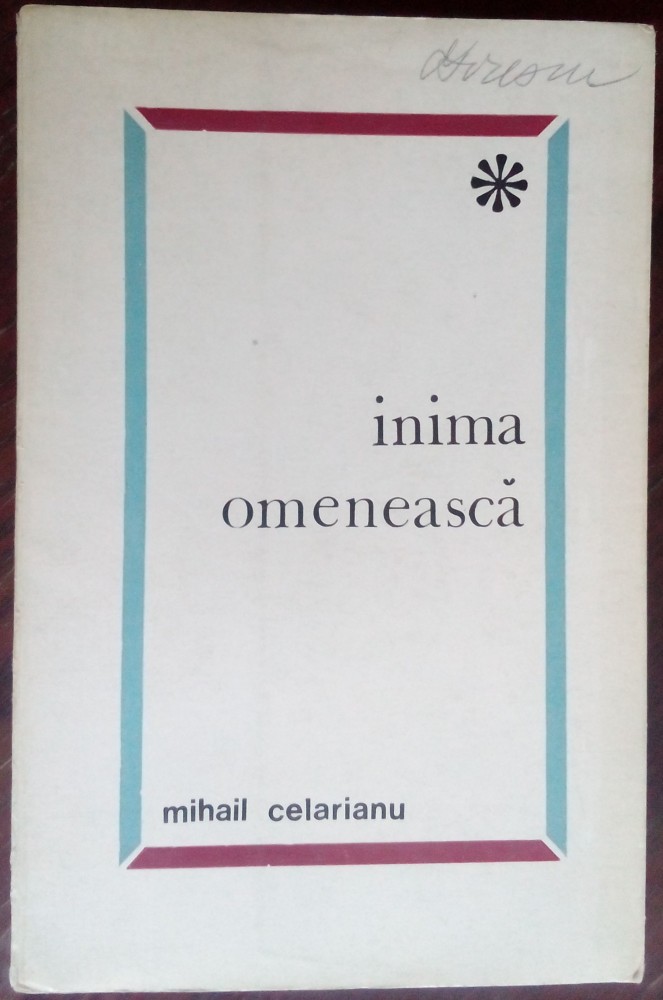 inima
omenească
mihail celarianu